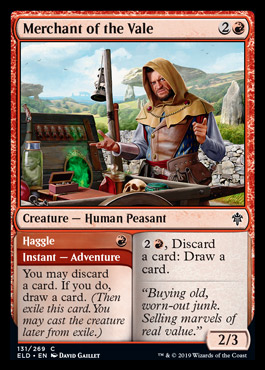 Merchant of the Vale 2R
Creature — Human Peasant
Haggle R
Instant — Adventure
You may discard
a card. If you do,
draw a card. (Then
exile this card. You
may cast the creature
later from exile.)
2R, Discard
a card: Draw a
card.
"Buying old,
worn-out junk.
Selling marvels
of real value."
2/3
131/269 C
ELD • EN DAVID GAILLET
™ & © 2019 Wizards of the Coast